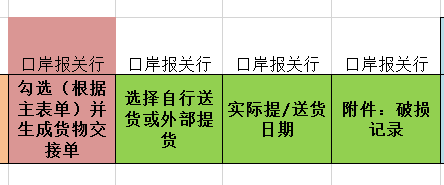 口岸报关行 口岸报关行 口岸报关行 口岸报关行
勾选（根据
主表单）并
生成货物交
接单
选择自行送
货或外部提
货
实际提/送货
日期
附件：破损
记录